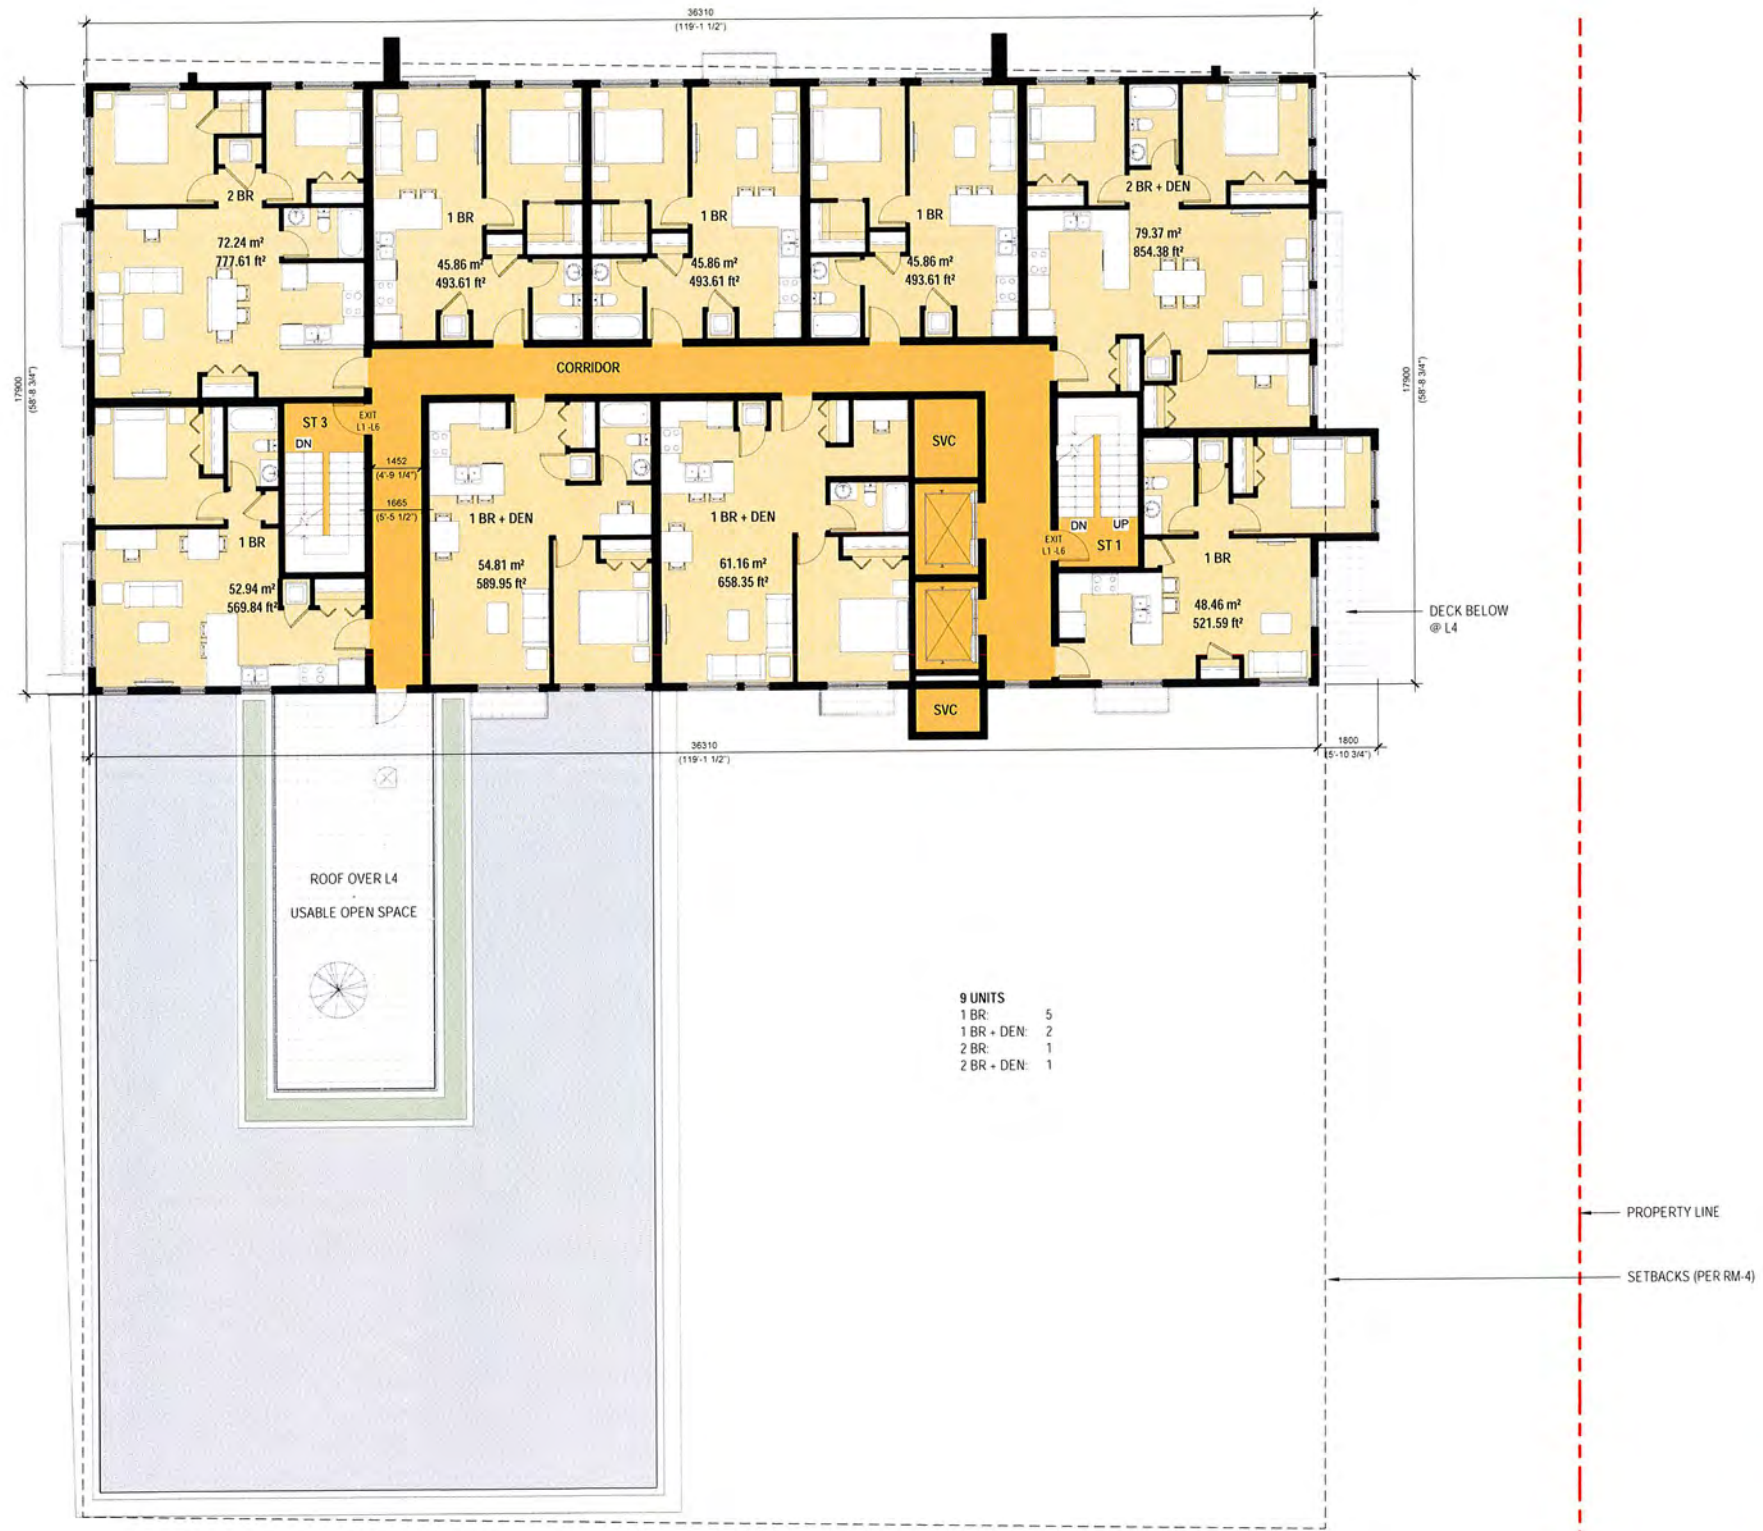 36310
(119'-1 1/2")
2 BR
72.24 m²
777.61 ft²
1 BR
45.86 m²
493.61 ft²
1 BR
45.86 m²
493.61 ft²
1 BR
45.86 m²
493.61 ft²
2 BR + DEN
79.37 m²
854.38 ft²
17900
(58'-8 3/4")
17900
(58'-8 3/4")
CORRIDOR
ST 3
DN
EXIT
L1 -L6
1452
(4'-9 1/4")
1665
(5'-5 1/2")
1 BR
52.94 m²
569.84 ft²
1 BR + DEN
54.81 m²
589.95 ft²
1 BR + DEN
61.16 m²
658.35 ft²
SVC
SVC
DN
UP
EXIT
L1 -L6
ST 1
1 BR
48.46 m²
521.59 ft²
DECK BELOW
@ L4
36310
(119'-1 1/2")
1800
(5'-10 3/4")
ROOF OVER L4
-
USABLE OPEN SPACE
9 UNITS
1 BR: 5
1 BR + DEN: 2
2 BR: 1
2 BR + DEN: 1
PROPERTY LINE
SETBACKS (PER RM-4)